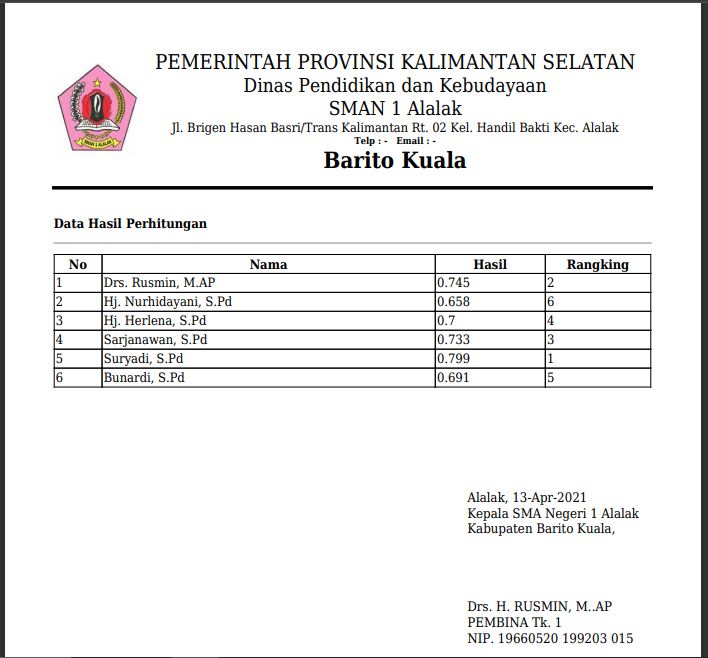 PEMERINTAH PROVINSI KALIMANTAN SELATAN
Dinas Pendidikan dan Kebudayaan
SMAN 1 Alalak
Jl. Brigen Hasan Basri/Trans Kalimantan Rt. 02 Kel. Handil Bakti Kec. Alalak
Telp : - Email : -
Barito Kuala
SMAN 1 ALALAK
Data Hasil Perhitungan
No Nama Hasil Rangking
1 Drs. Rusmin, M.AP 0.745 2
2 Hj. Nurhidayani, S.Pd 0.658 6
3 Hj. Herlena, S.Pd 0.7 4
4 Sarjanawan, S.Pd 0.733 3
5 Suryadi, S.Pd 0.799 1
6 Bunardi, S.Pd 0.691 5
Alalak, 13-Apr-2021
Kepala SMA Negeri 1 Alalak
Kabupaten Barito Kuala,
Drs. H. RUSMIN, M..AP
PEMBINA Tk. 1
NIP. 19660520 199203 015